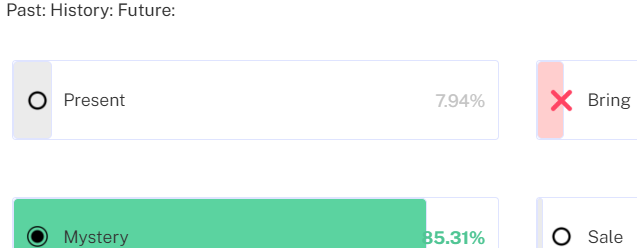 Past: History: Future:
Present 7.94% Bring
Mystery 85.31% Sale